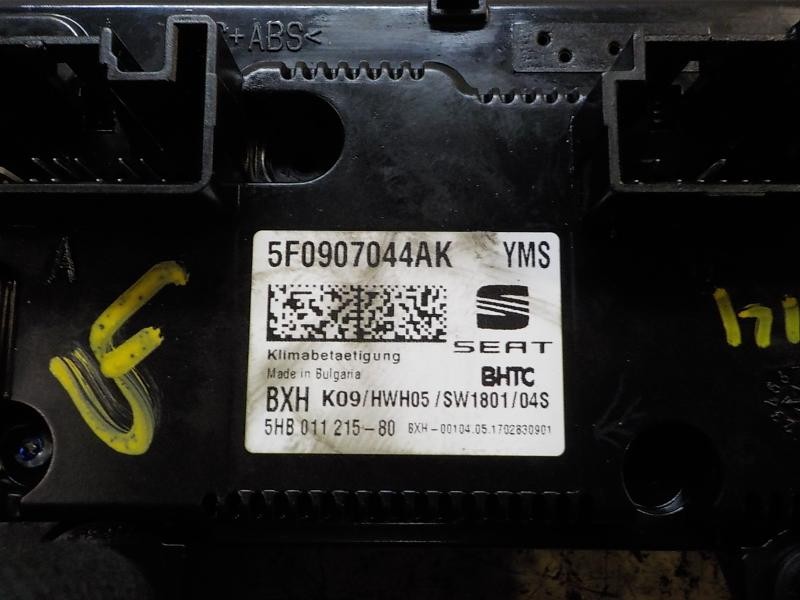 +ABS<
5F0907044AK YMS
SEAT
Klimabetaetigung
Made in Bulgaria BHTC
BXH K09/HWH05/SW1801/04S
5HB 011 215-80 BXH-00104.05.1702830901